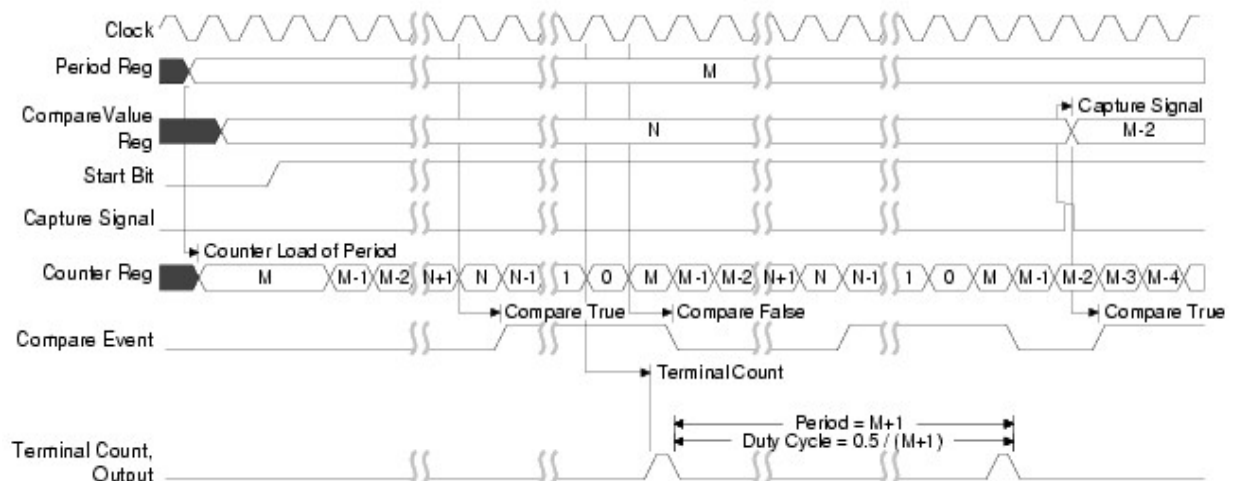 Clock
Period Reg
M
CompareValue
Reg
N
Capture Signal
M-2
Start Bit
Capture Signal
Counter Load of Period
Counter Reg
M M-1 M-2 N+1 N N-1 1 0 M M-1 M-2 N+1 N N-1 1 0 M M-1 M-2 M-3 M-4
Compare True
Compare False
Compare True
Compare Event
Terminal Count
Period = M+1
Duty Cycle = 0.5 / (M+1)
Terminal Count,
Output